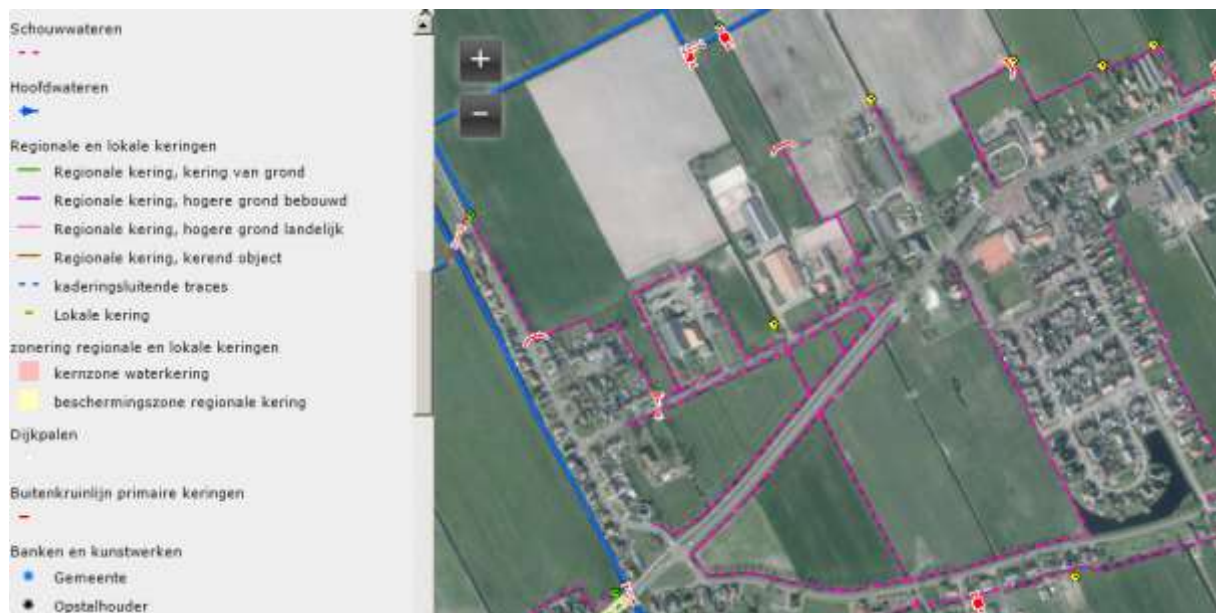 Schouwwateren
Hoofdwateren
Regionale en lokale keringen
Regionale kering, kering van grond
Regionale kering, hogere grond bebouwd
Regionale kering, hogere grond landelijk
Regionale kering, kerend object
kaderingsluitende traces
Lokale kering
zonering regionale en lokale keringen
kernzone waterkering
beschermingszone regionale kering
Dijkpalen
Buitenkruinlijn primaire keringen
Banken en kunstwerken
Gemeente
Opstalhouder